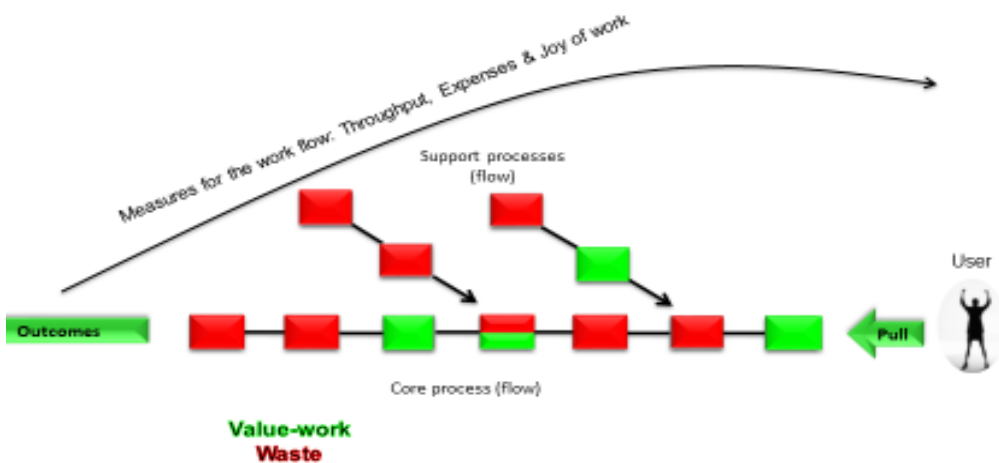 Measures for the work flow: Throughput, Expenses & Joy of work
Support processes
(flow)
User
Outcomes
Pull
Core process (flow)
Value-work
Waste